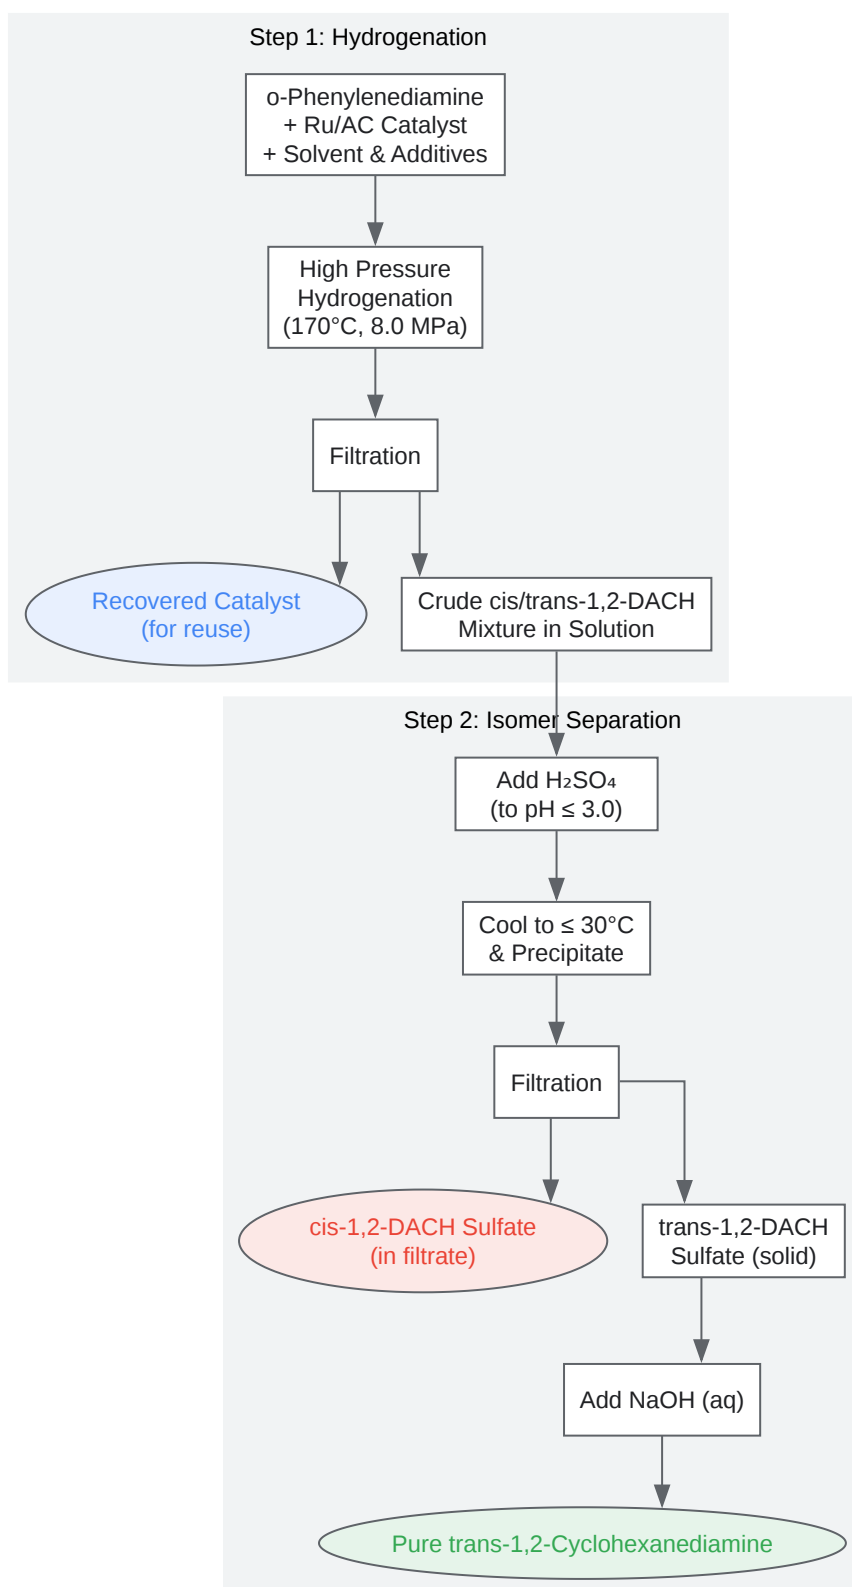 Step 1: Hydrogenation
o-Phenylenediamine
+ Ru/AC Catalyst
+ Solvent & Additives
High Pressure
Hydrogenation
(170°C, 8.0 MPa)
Filtration
Recovered Catalyst
(for reuse)
Crude cis/trans-1,2-DACH
Mixture in Solution
Step 2: Isomer Separation
Add H₂SO₄
(to pH ≤ 3.0)
Cool to ≤ 30°C
& Precipitate
Filtration
cis-1,2-DACH Sulfate
(in filtrate)
trans-1,2-DACH
Sulfate (solid)
Add NaOH (aq)
Pure trans-1,2-Cyclohexanediamine